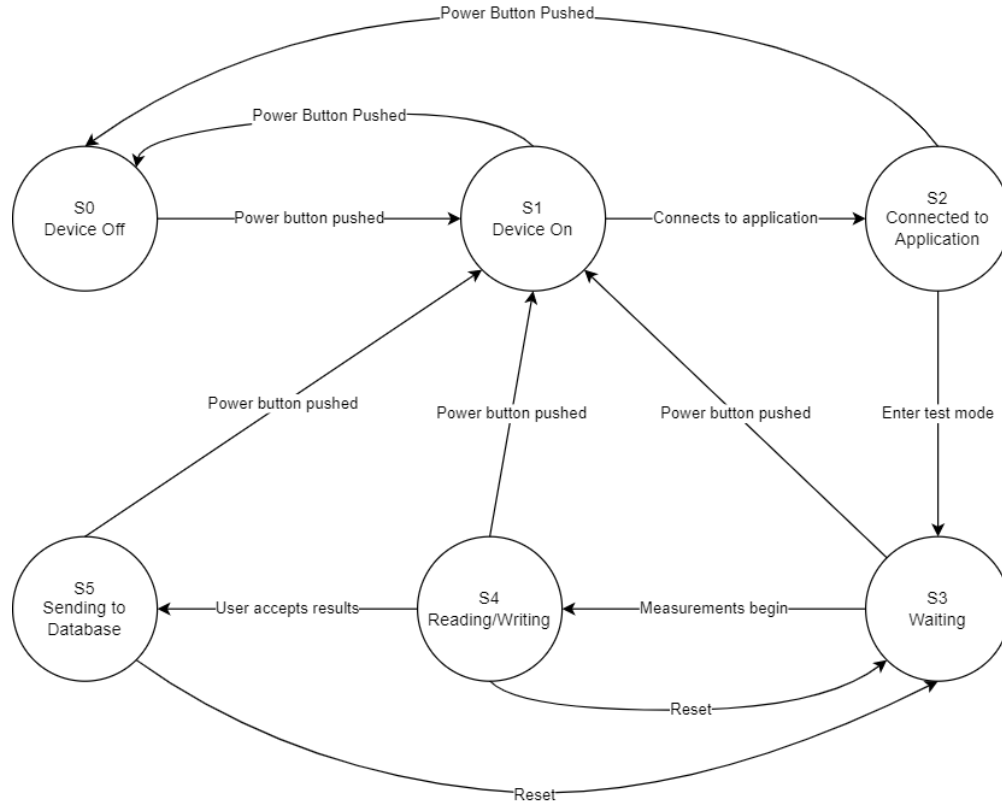 Power Button Pushed
Power Button Pushed
S0
Device Off
Power button pushed
S1
Device On
Connects to application
S2
Connected to
Application
Power button pushed
Power button pushed
Power button pushed
Enter test mode
S5
Sending to
Database
User accepts results
S4
Reading/Writing
Measurements begin
S3
Waiting
Reset
Reset